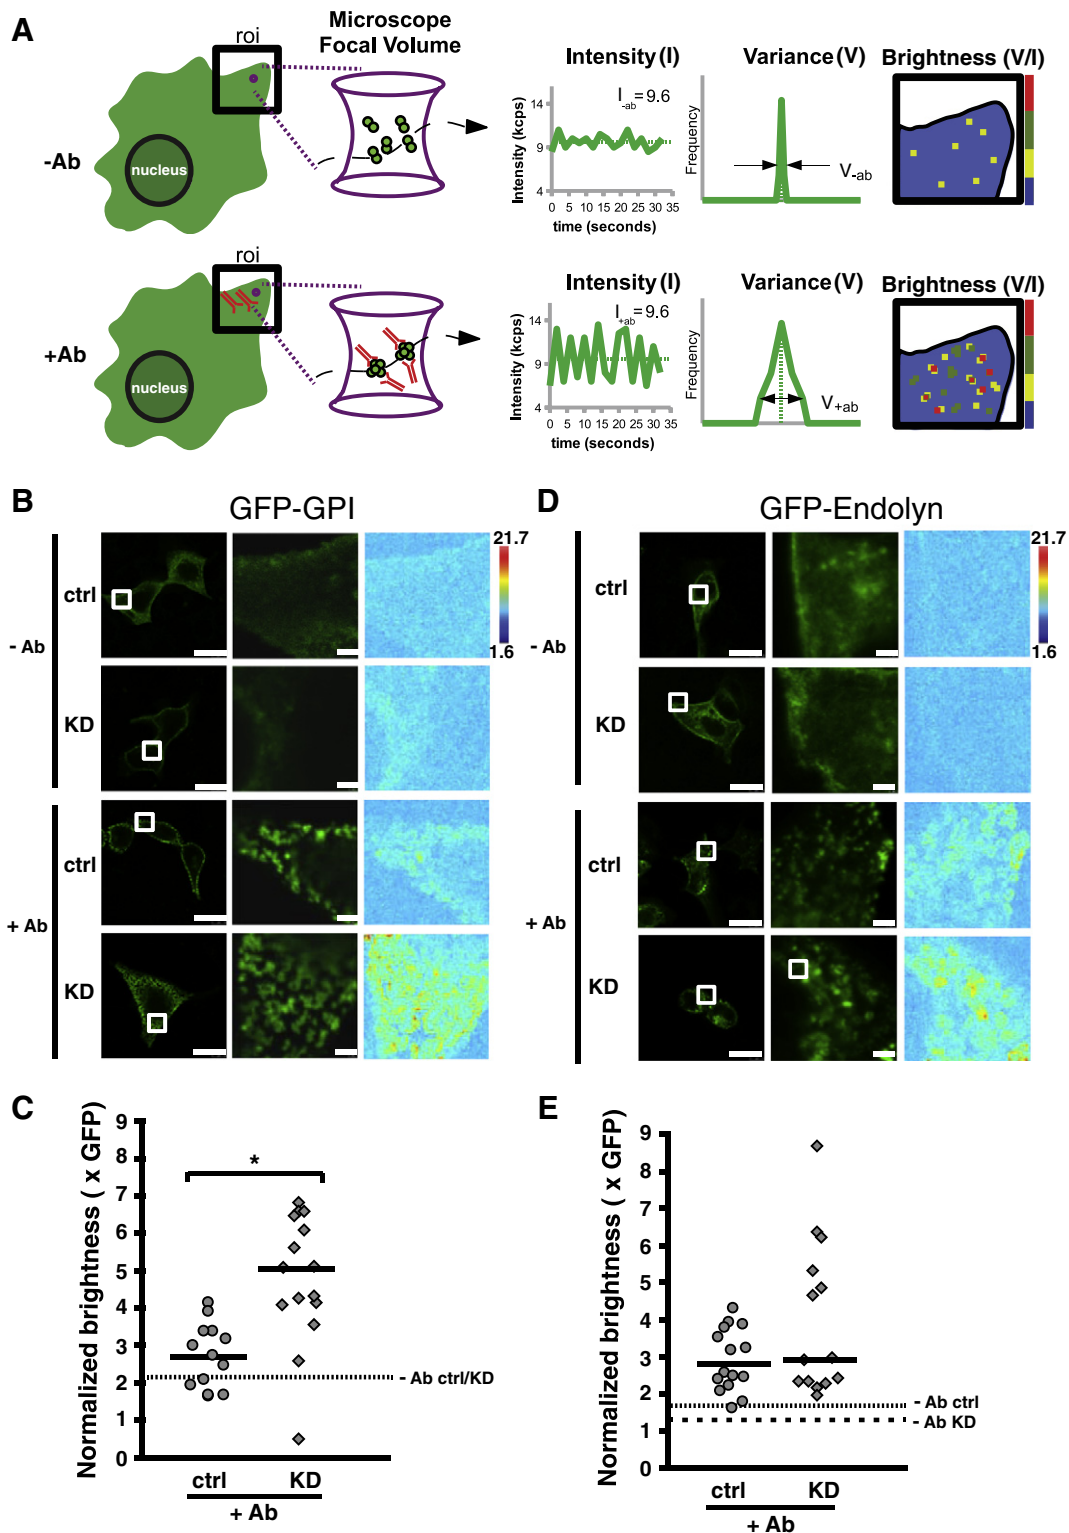 A
Microscope
Focal Volume
roi
-Ab
nucleus
Intensity (I)
I-ab=9.6
Intensity (kcps)
14
9
4
0 5 10 15 20 25 30 35
time (seconds)
Variance (V)
Frequency
V-ab
Brightness (V/I)
roi
+Ab
nucleus
Intensity (I)
I+ab=9.6
Intensity (kcps)
14
9
4
0 5 10 15 20 25 30 35
time (seconds)
Variance (V)
Frequency
V+ab
Brightness (V/I)
B
GFP-GPI
- Ab
ctrl
KD
+ Ab
ctrl
KD
21.7
1.6
D
GFP-Endolyn
- Ab
ctrl
KD
+ Ab
ctrl
KD
21.7
1.6
C
Normalized brightness ( x GFP)
9
8
7
6
5
4
3
2
1
0
*
- Ab ctrl/KD
ctrl KD
+ Ab
E
Normalized brightness ( x GFP)
9
8
7
6
5
4
3
2
1
0
- Ab ctrl
- Ab KD
ctrl KD
+ Ab